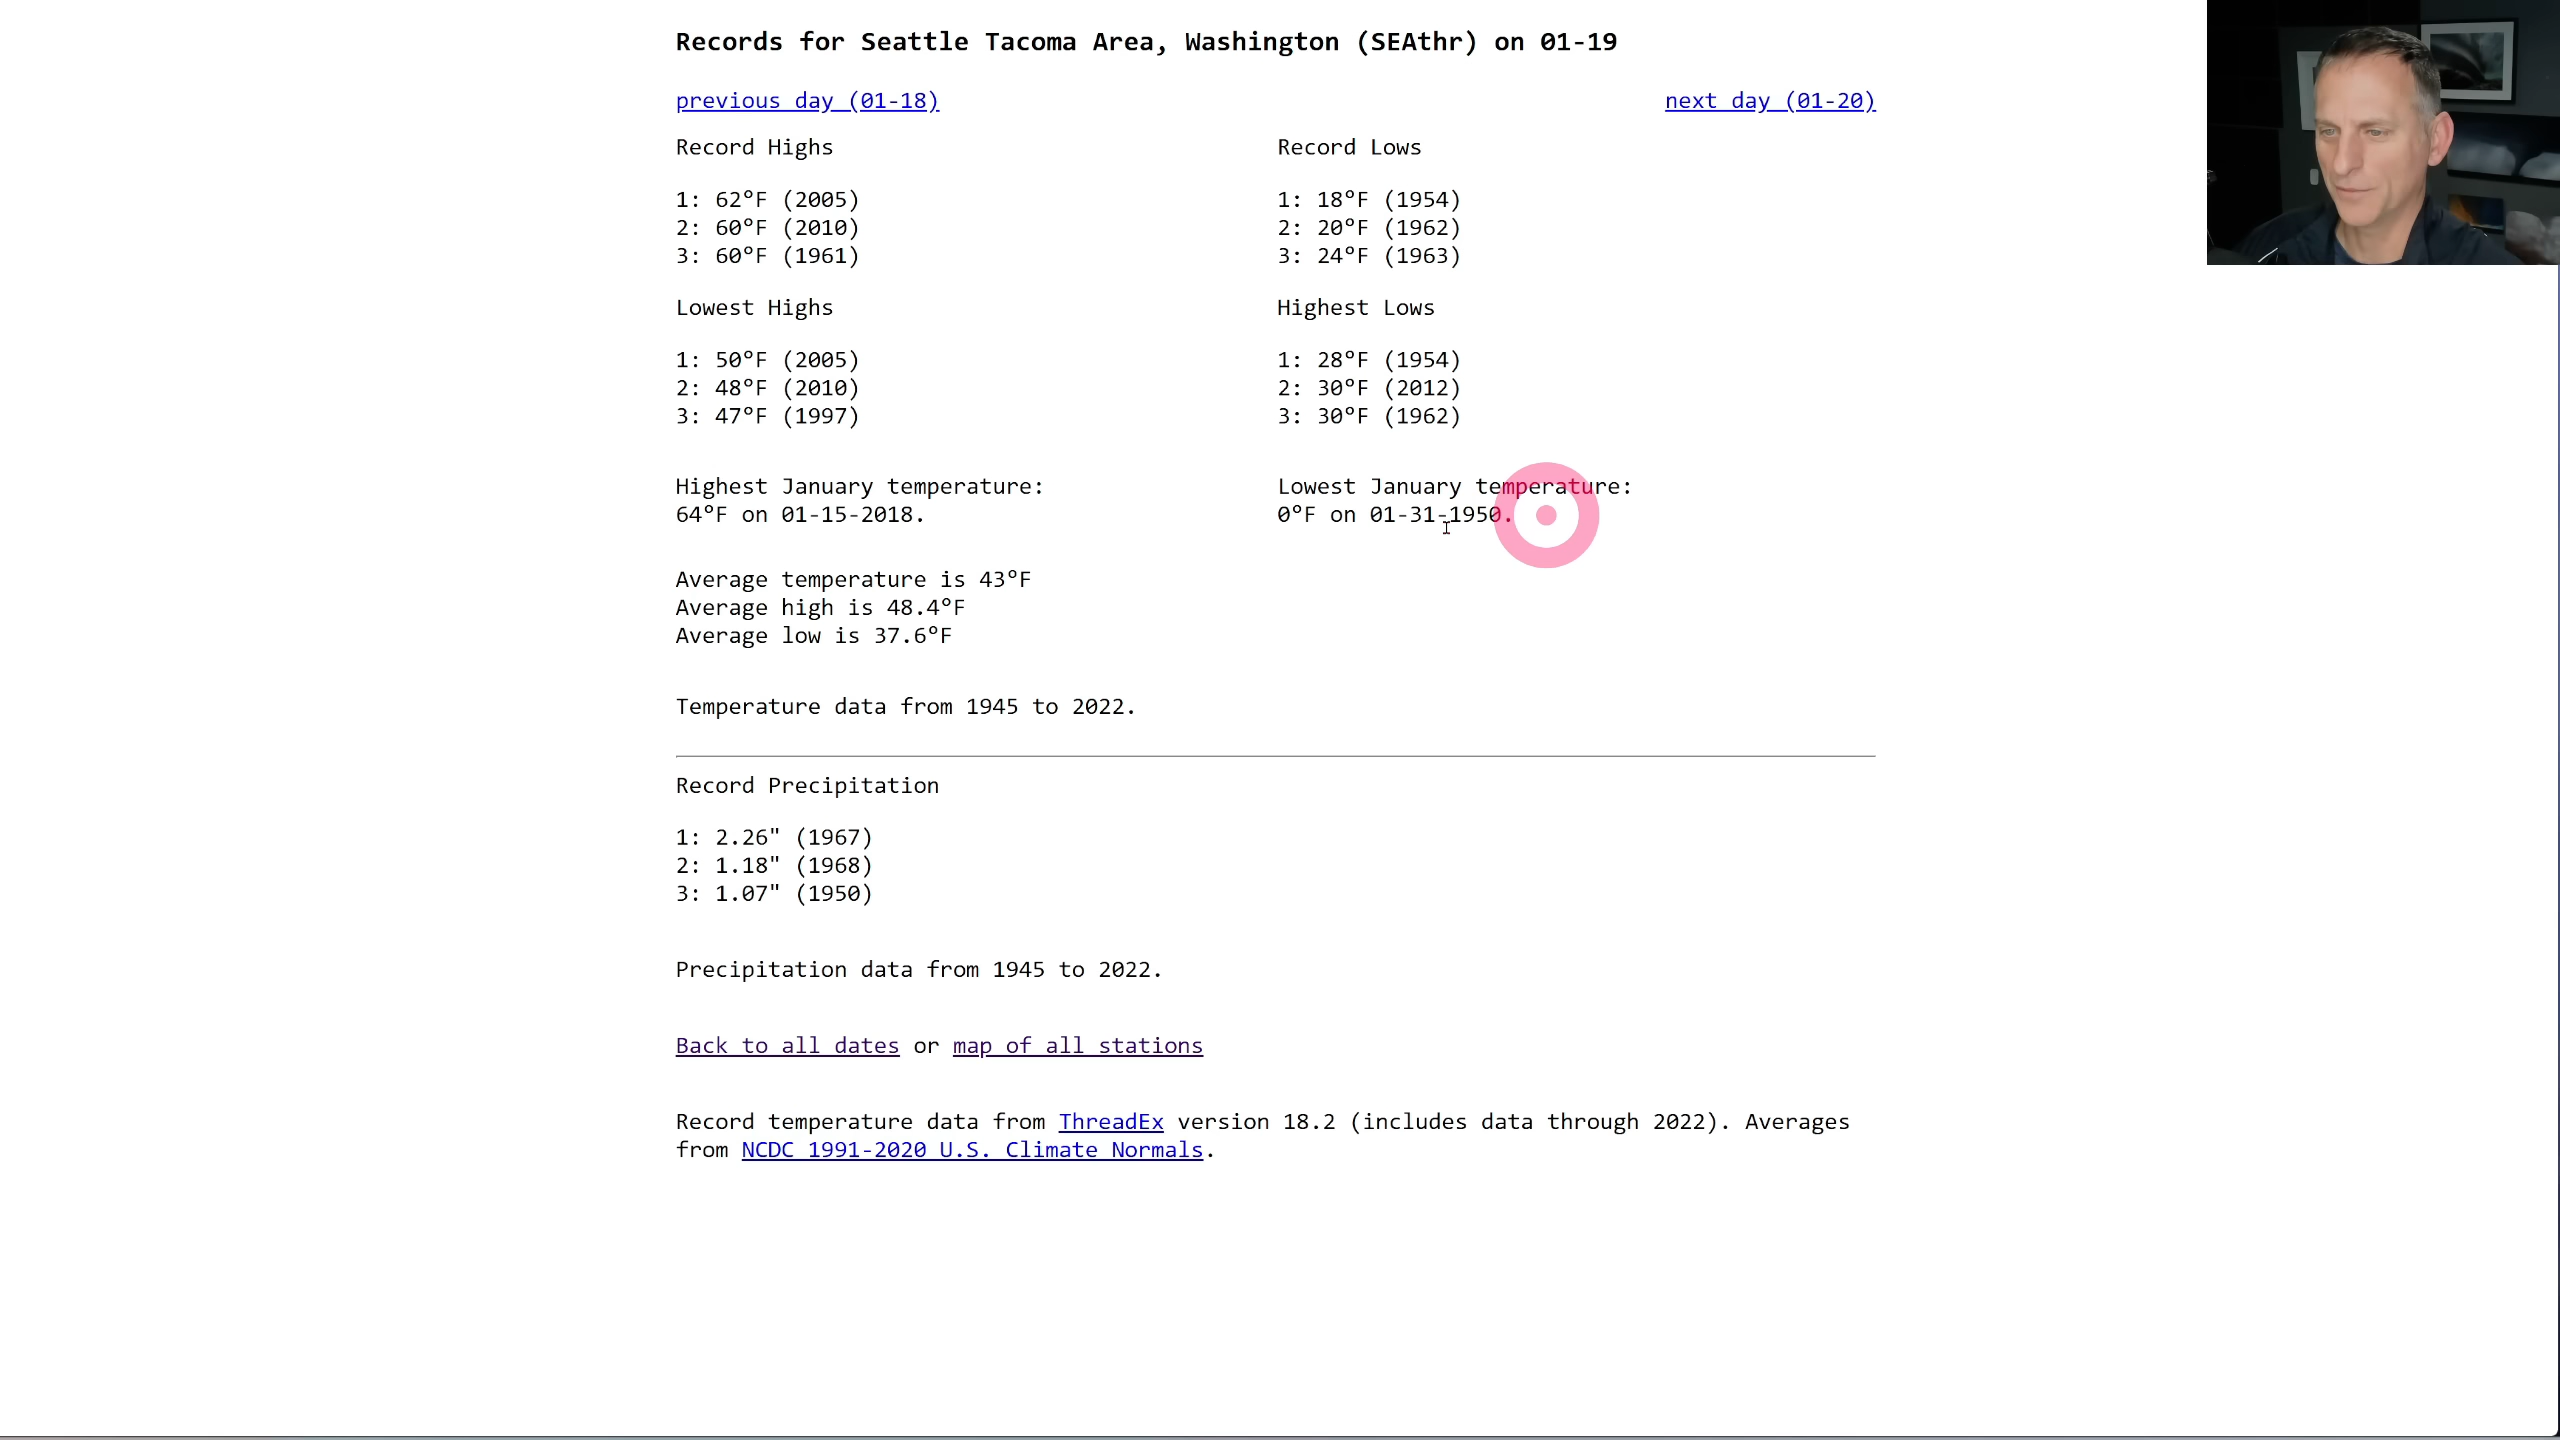 Records for Seattle Tacoma Area, Washington (SEAthr) on 01-19
previous day (01-18)
next day (01-20)
Record Highs
1: 62°F (2005)
2: 60°F (2010)
3: 60°F (1961)
Record Lows
1: 18°F (1954)
2: 20°F (1962)
3: 24°F (1963)
Lowest Highs
1: 50°F (2005)
2: 48°F (2010)
3: 47°F (1997)
Highest Lows
1: 28°F (1954)
2: 30°F (2012)
3: 30°F (1962)
Highest January temperature:
64°F on 01-15-2018.
Lowest January temperature:
0°F on 01-31-1950.
Average temperature is 43°F
Average high is 48.4°F
Average low is 37.6°F
Temperature data from 1945 to 2022.
Record Precipitation
1: 2.26" (1967)
2: 1.18" (1968)
3: 1.07" (1950)
Precipitation data from 1945 to 2022.
Back to all dates or map of all stations
Record temperature data from ThreadEx version 18.2 (includes data through 2022). Averages
from NCDC 1991-2020 U.S. Climate Normals.